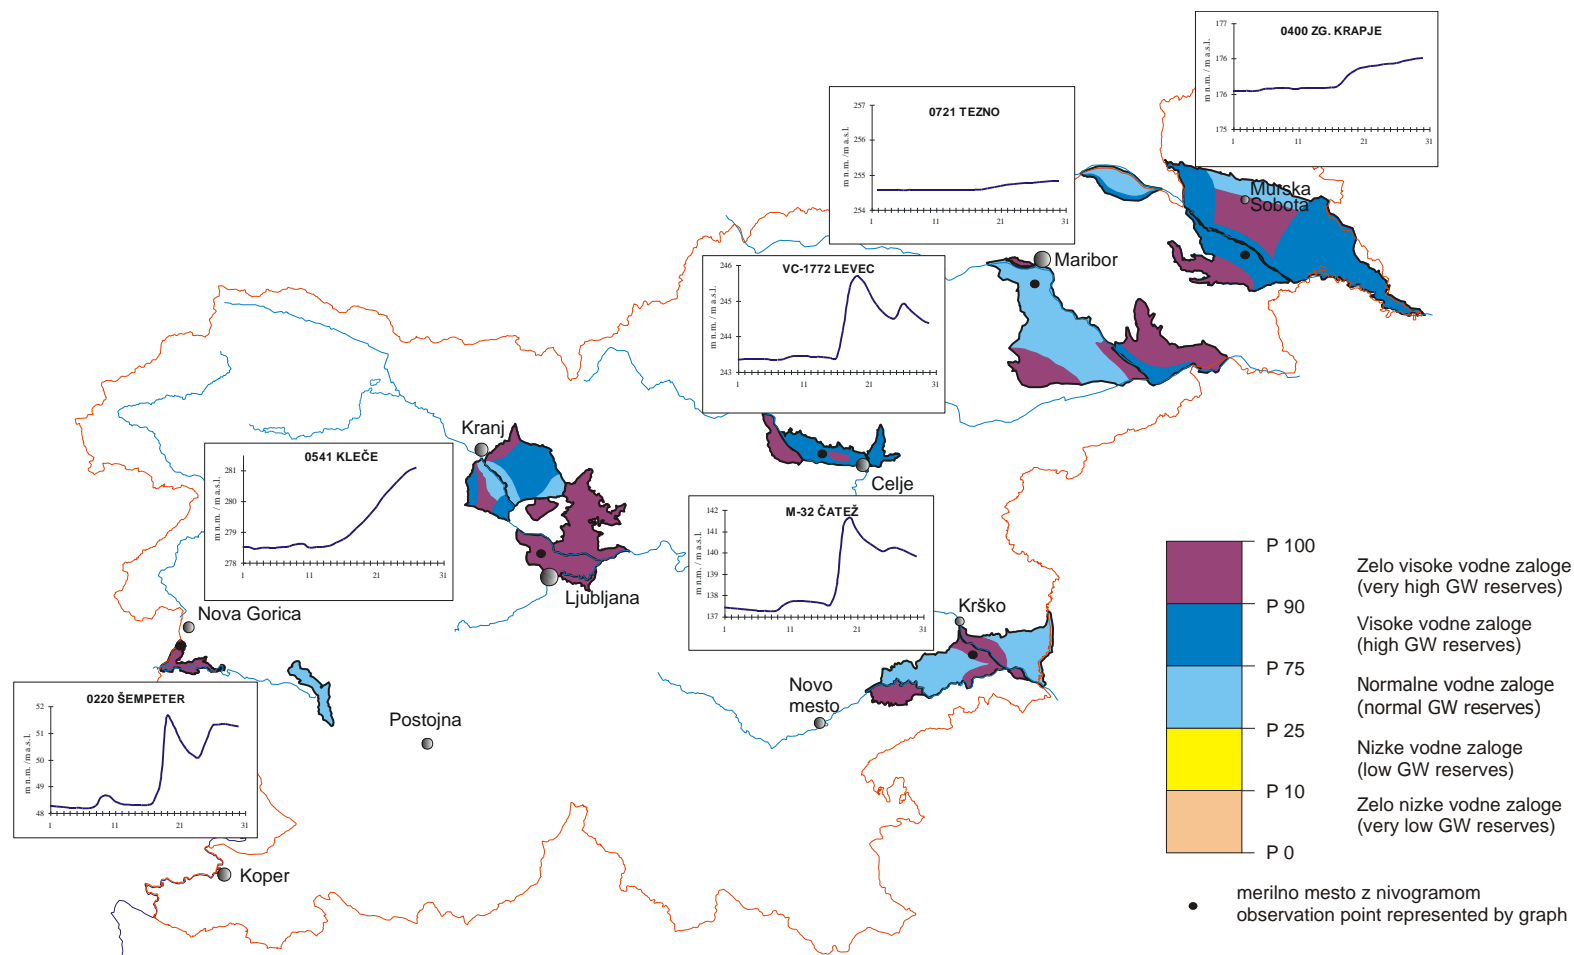 0400 ZG. KRAPJE
m n.m. / m a.s.l.
177
176
176
175
1
11
21
31
0721 TEZNO
m n.m. /m a.s.l.
257
256
255
254
1
11
21
31
Murska
Sobota
Maribor
VC-1772 LEVEC
m n.m. / m a.s.l.
246
245
244
243
1
11
21
31
Kranj
0541 KLEČE
m n.m. / m a.s.l.
281
280
279
278
1
11
21
31
Celje
M-32 ČATEŽ
m n.m. / m a.s.l.
142
140
139
137
1
11
21
31
Ljubljana
Nova Gorica
Krško
0220 ŠEMPETER
m n.m. /m a.s.l.
52
51
50
49
48
1
11
21
31
Postojna
Novo
mesto
Koper
P 100
Zelo visoke vodne zaloge
(very high GW reserves)
P 90
Visoke vodne zaloge
(high GW reserves)
P 75
Normalne vodne zaloge
(normal GW reserves)
P 25
Nizke vodne zaloge
(low GW reserves)
P 10
Zelo nizke vodne zaloge
(very low GW reserves)
P 0
merilno mesto z nivogramom
observation point represented by graph